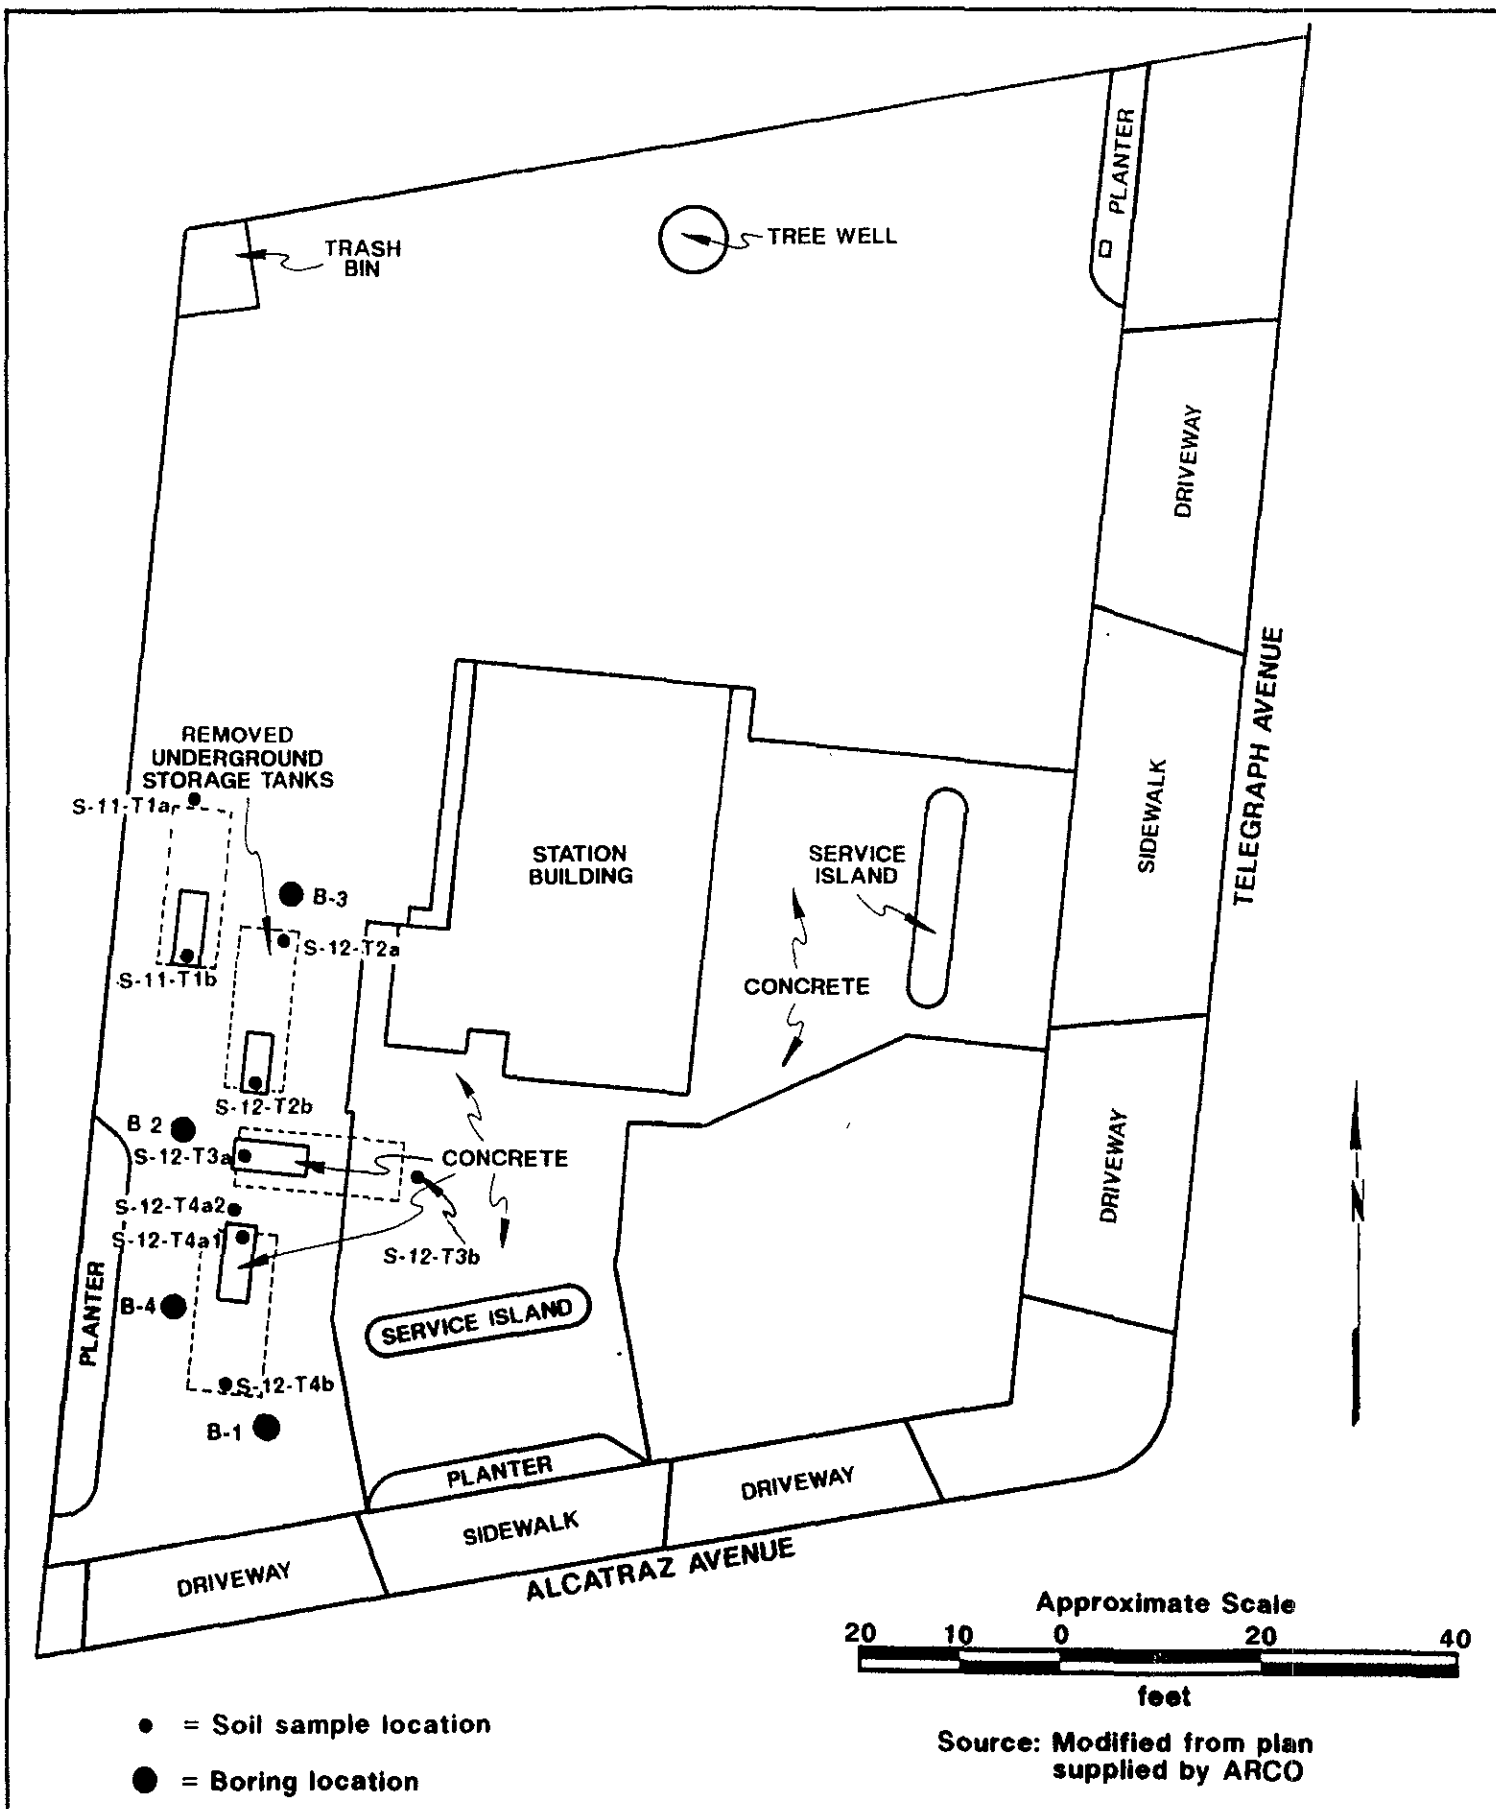 PLANTER
TREE WELL
TRASH
BIN
DRIVEWAY
TELEGRAPH AVENUE
SIDEWALK
REMOVED
UNDERGROUND
STORAGE TANKS
S-11-T1a
STATION
BUILDING
SERVICE
ISLAND
B-3
S-12-T2a
S-11-T1b
CONCRETE
S-12-T2b
B 2
S-12-T3a
CONCRETE
DRIVEWAY
S-12-T4a2
S-12-T4a1
S-12-T3b
N
PLANTER
B-4
SERVICE ISLAND
S-12-T4b
B-1
PLANTER
DRIVEWAY
SIDEWALK
DRIVEWAY
ALCATRAZ AVENUE
Approximate Scale
20 10 0 20 40
feet
= Soil sample location
= Boring location
Source: Modified from plan
supplied by ARCO